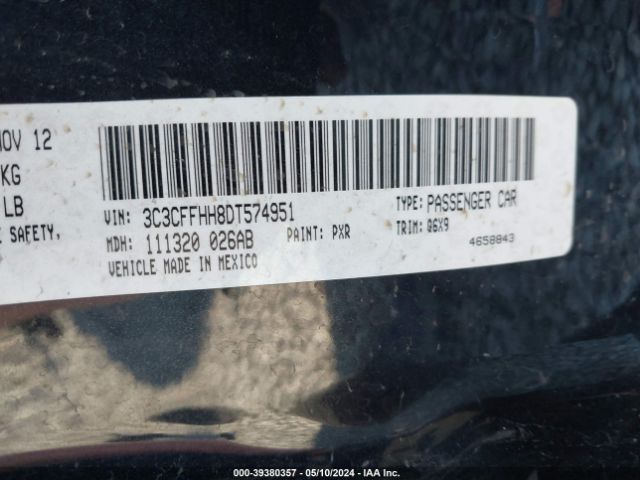 NOV 12
KG
LB
SAFETY,
VIN: 3C3CFFHH8DT574951
TYPE: PASSENGER CAR
MDH: 111320 026AB
PAINT: PXR
TRIM: Q6X9
VEHICLE MADE IN MEXICO
4658843
000-39380357 - 05/10/2024 - IAA Inc.